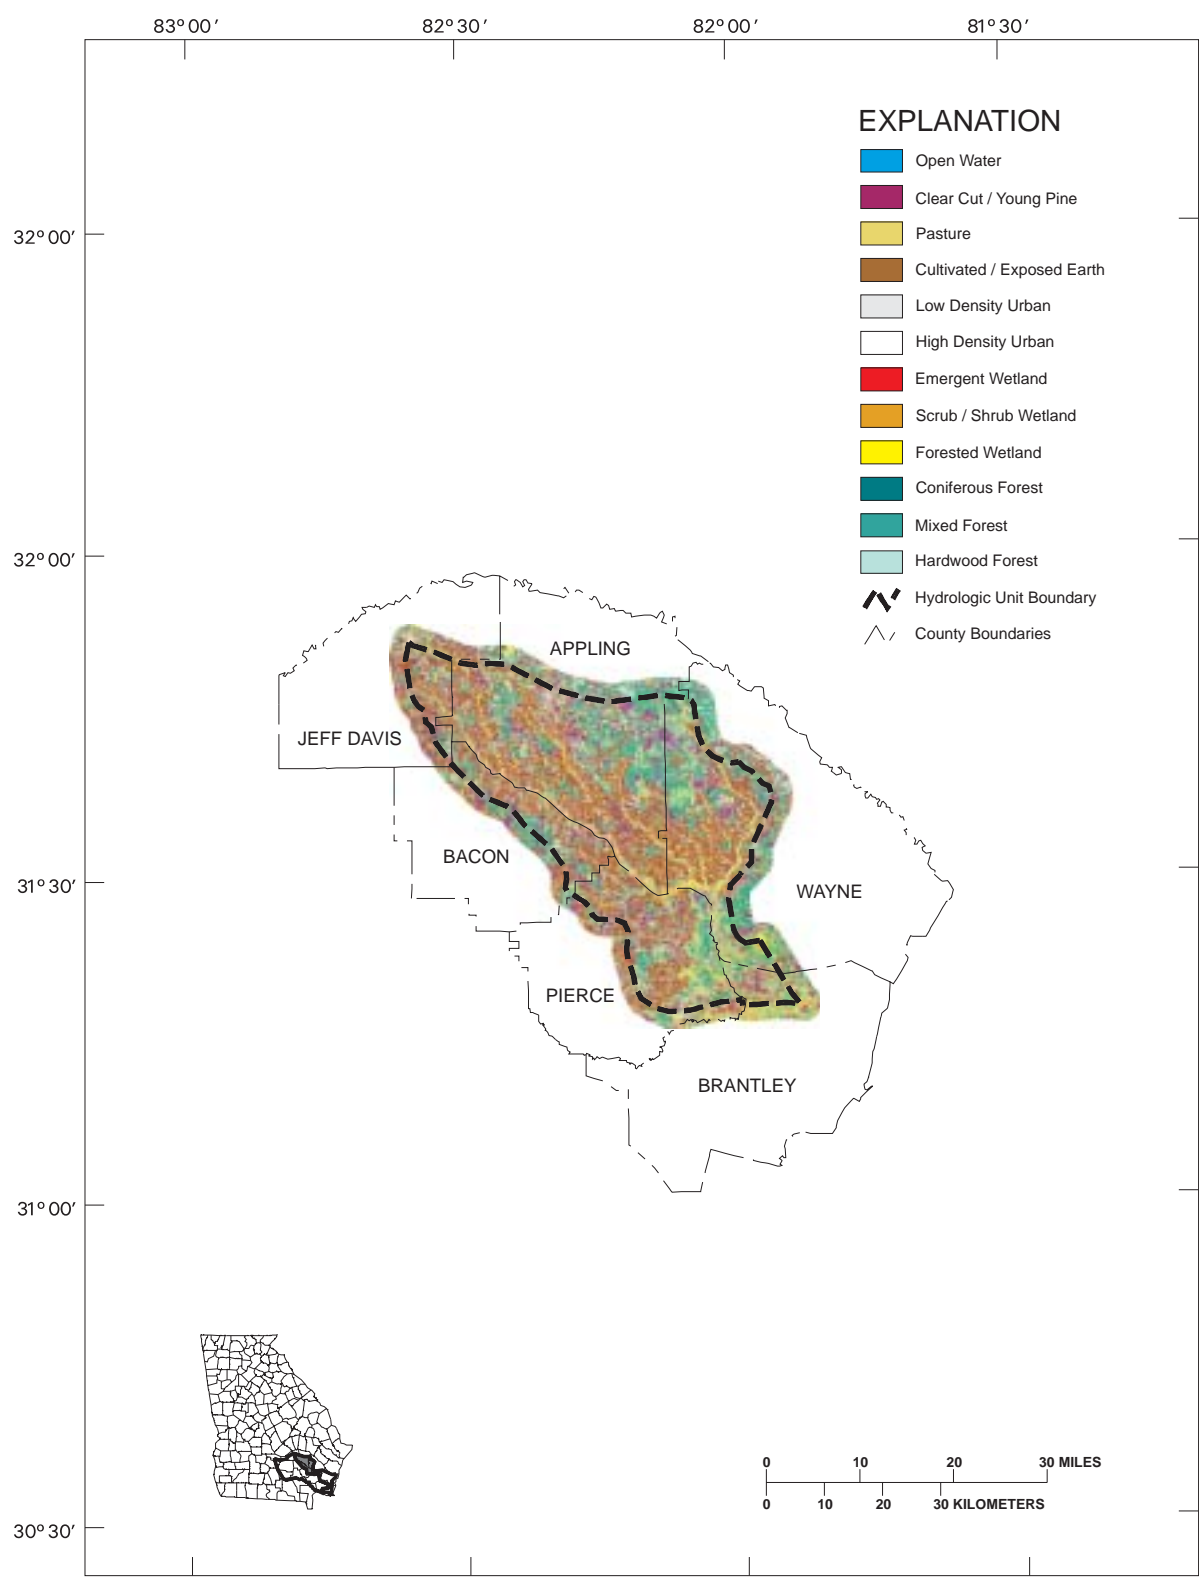 83°00′ 82°30′ 82°00′ 81°30′
EXPLANATION
Open Water
Clear Cut / Young Pine
Pasture
Cultivated / Exposed Earth
Low Density Urban
High Density Urban
Emergent Wetland
Scrub / Shrub Wetland
Forested Wetland
Coniferous Forest
Mixed Forest
Hardwood Forest
Hydrologic Unit Boundary
County Boundaries
32°00′
32°00′
31°30′
31°00′
30°30′
APPLING
JEFF DAVIS
BACON
WAYNE
PIERCE
BRANTLEY
0 10 20 30 MILES
0 10 20 30 KILOMETERS